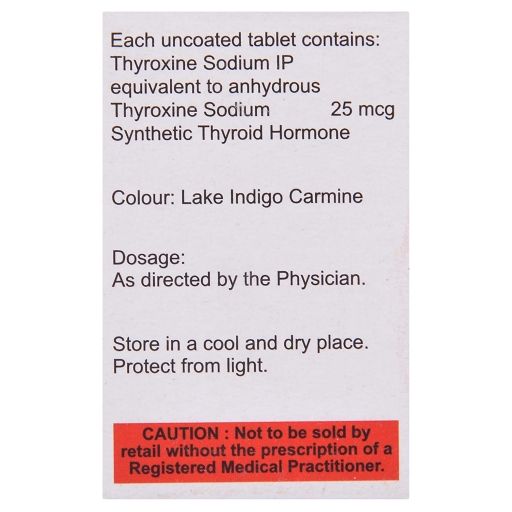 Each uncoated tablet contains:
Thyroxine Sodium IP
equivalent to anhydrous
Thyroxine Sodium 25 mcg
Synthetic Thyroid Hormone
Colour: Lake Indigo Carmine
Dosage:
As directed by the Physician.
Store in a cool and dry place.
Protect from light.
CAUTION : Not to be sold by
retail without the prescription of a
Registered Medical Practitioner.